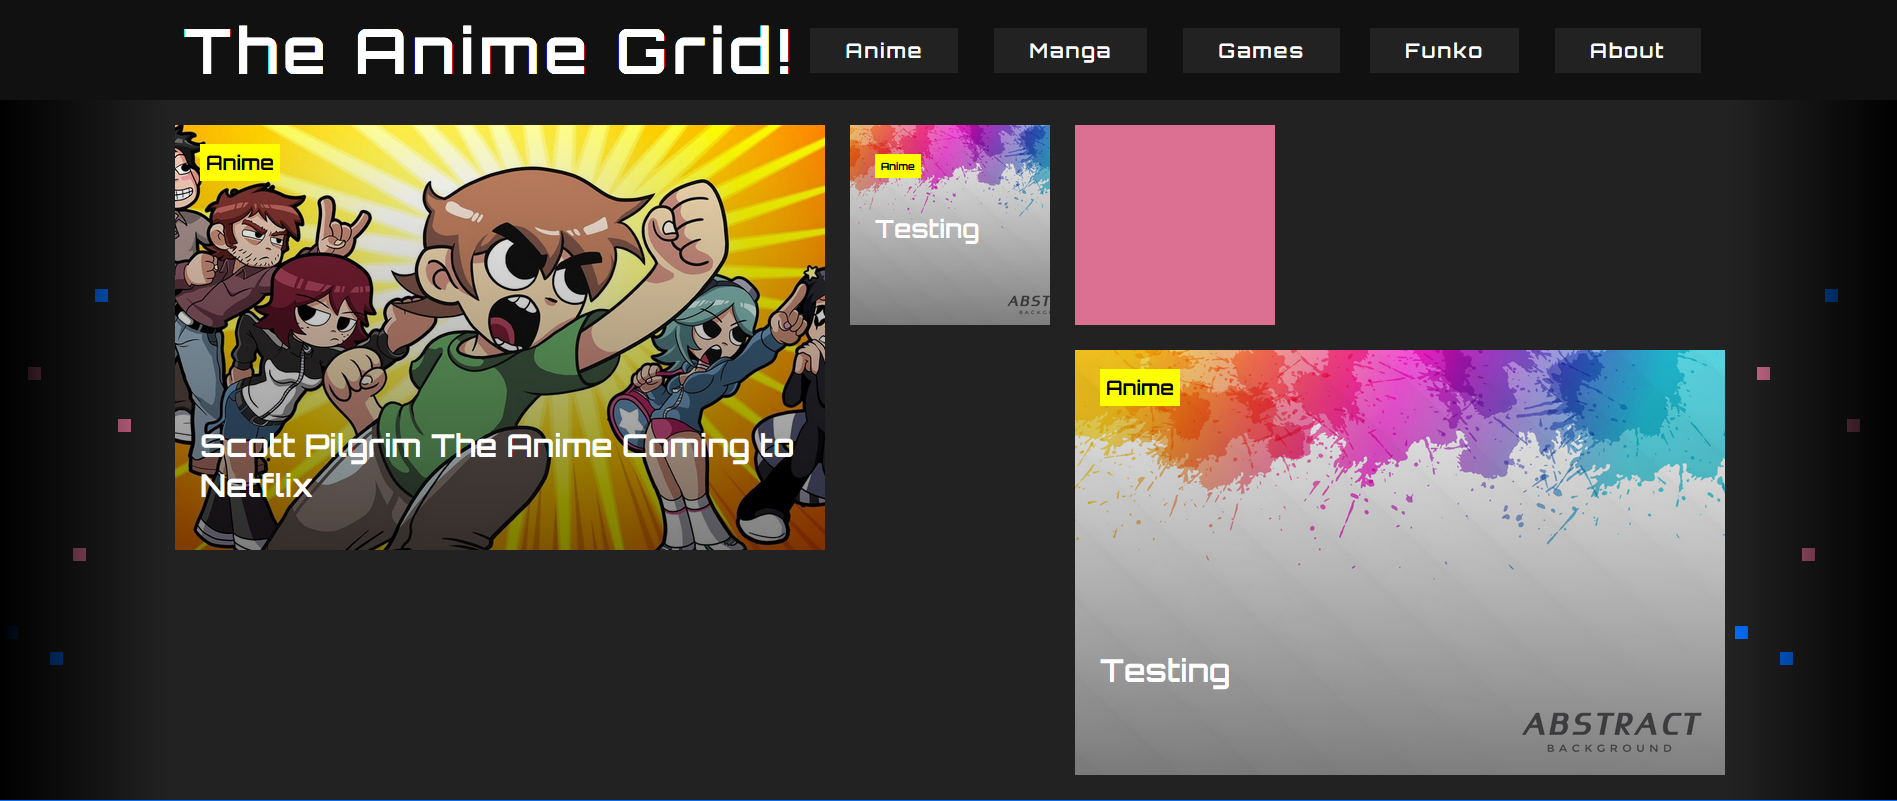 The Anime Grid!
Anime
Manga
Games
Funko
About
Anime
Scott Pilgrim The Anime Coming to
Netflix
Anime
Testing
ABST
BACKG
Anime
Testing
ABSTRACT
BACKGROUND